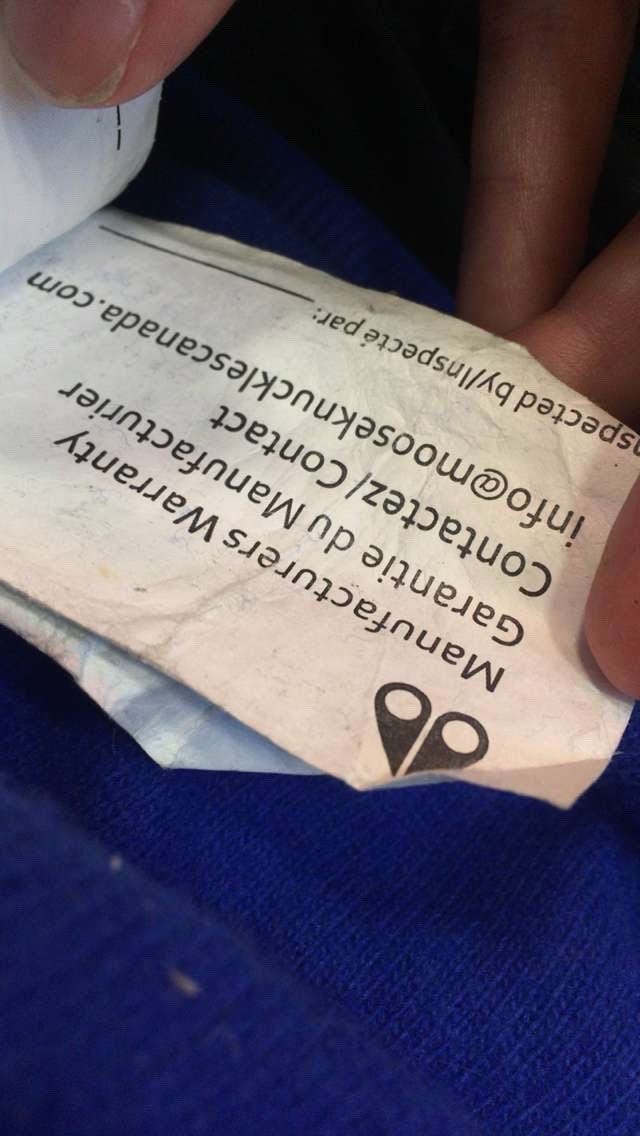 Manufacturers Warranty
Garantie du Manufacturier
Contactez/Contact
info@mooseknucklescanada.com
Inspected by/Inspecté par: